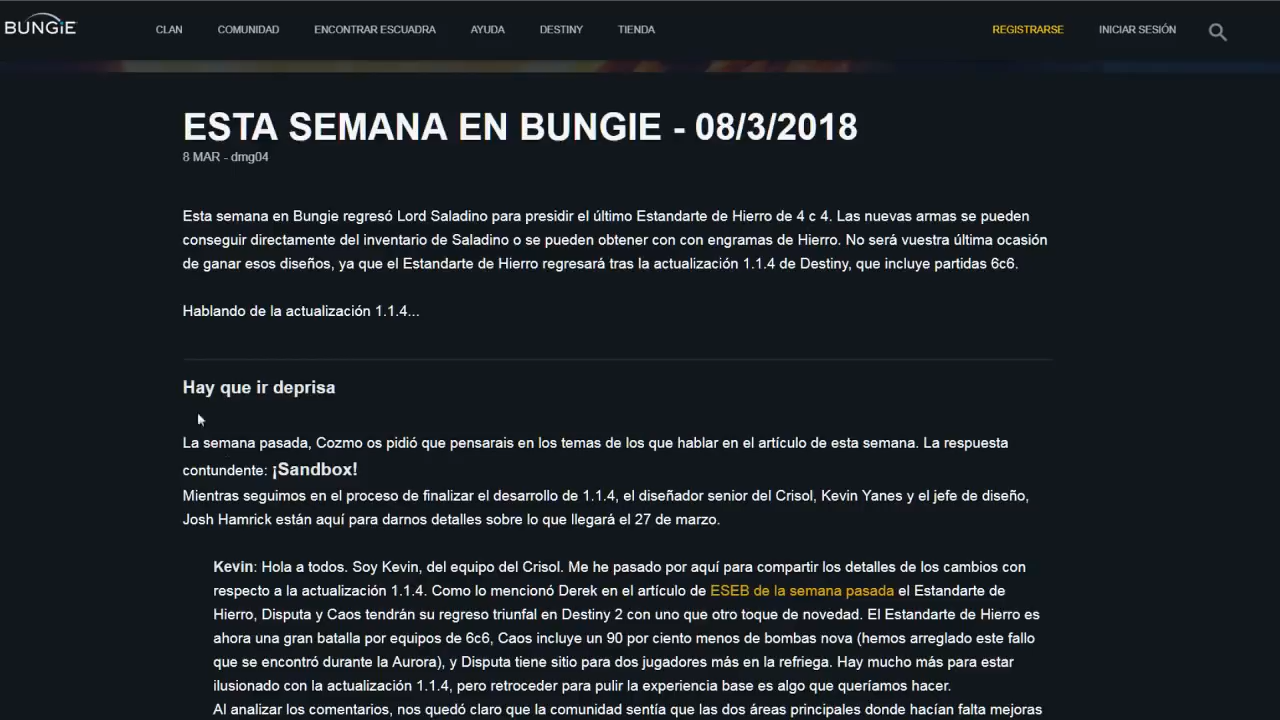 BUNGiE
CLAN COMUNIDAD ENCONTRAR ESCUADRA AYUDA DESTINY TIENDA REGISTRARSE INICIAR SESIÓN
ESTA SEMANA EN BUNGIE - 08/3/2018
8 MAR - dmg04
Esta semana en Bungie regresó Lord Saladino para presidir el último Estandarte de Hierro de 4 c 4. Las nuevas armas se pueden
conseguir directamente del inventario de Saladino o se pueden obtener con con engramas de Hierro. No será vuestra última ocasión
de ganar esos diseños, ya que el Estandarte de Hierro regresará tras la actualización 1.1.4 de Destiny, que incluye partidas 6c6.
Hablando de la actualización 1.1.4...
Hay que ir deprisa
La semana pasada, Cozmo os pidió que pensarais en los temas de los que hablar en el artículo de esta semana. La respuesta
contundente: ¡Sandbox!
Mientras seguimos en el proceso de finalizar el desarrollo de 1.1.4, el diseñador senior del Crisol, Kevin Yanes y el jefe de diseño,
Josh Hamrick están aquí para darnos detalles sobre lo que llegará el 27 de marzo.
Kevin: Hola a todos. Soy Kevin, del equipo del Crisol. Me he pasado por aquí para compartir los detalles de los cambios con
respecto a la actualización 1.1.4. Como lo mencionó Derek en el artículo de ESEB de la semana pasada el Estandarte de
Hierro, Disputa y Caos tendrán su regreso triunfal en Destiny 2 con uno que otro toque de novedad. El Estandarte de Hierro es
ahora una gran batalla por equipos de 6c6, Caos incluye un 90 por ciento menos de bombas nova (hemos arreglado este fallo
que se encontró durante la Aurora), y Disputa tiene sitio para dos jugadores más en la refriega. Hay mucho más para estar
ilusionado con la actualización 1.1.4, pero retroceder para pulir la experiencia base es algo que queríamos hacer.
Al analizar los comentarios, nos quedó claro que la comunidad sentía que las dos áreas principales donde hacían falta mejoras